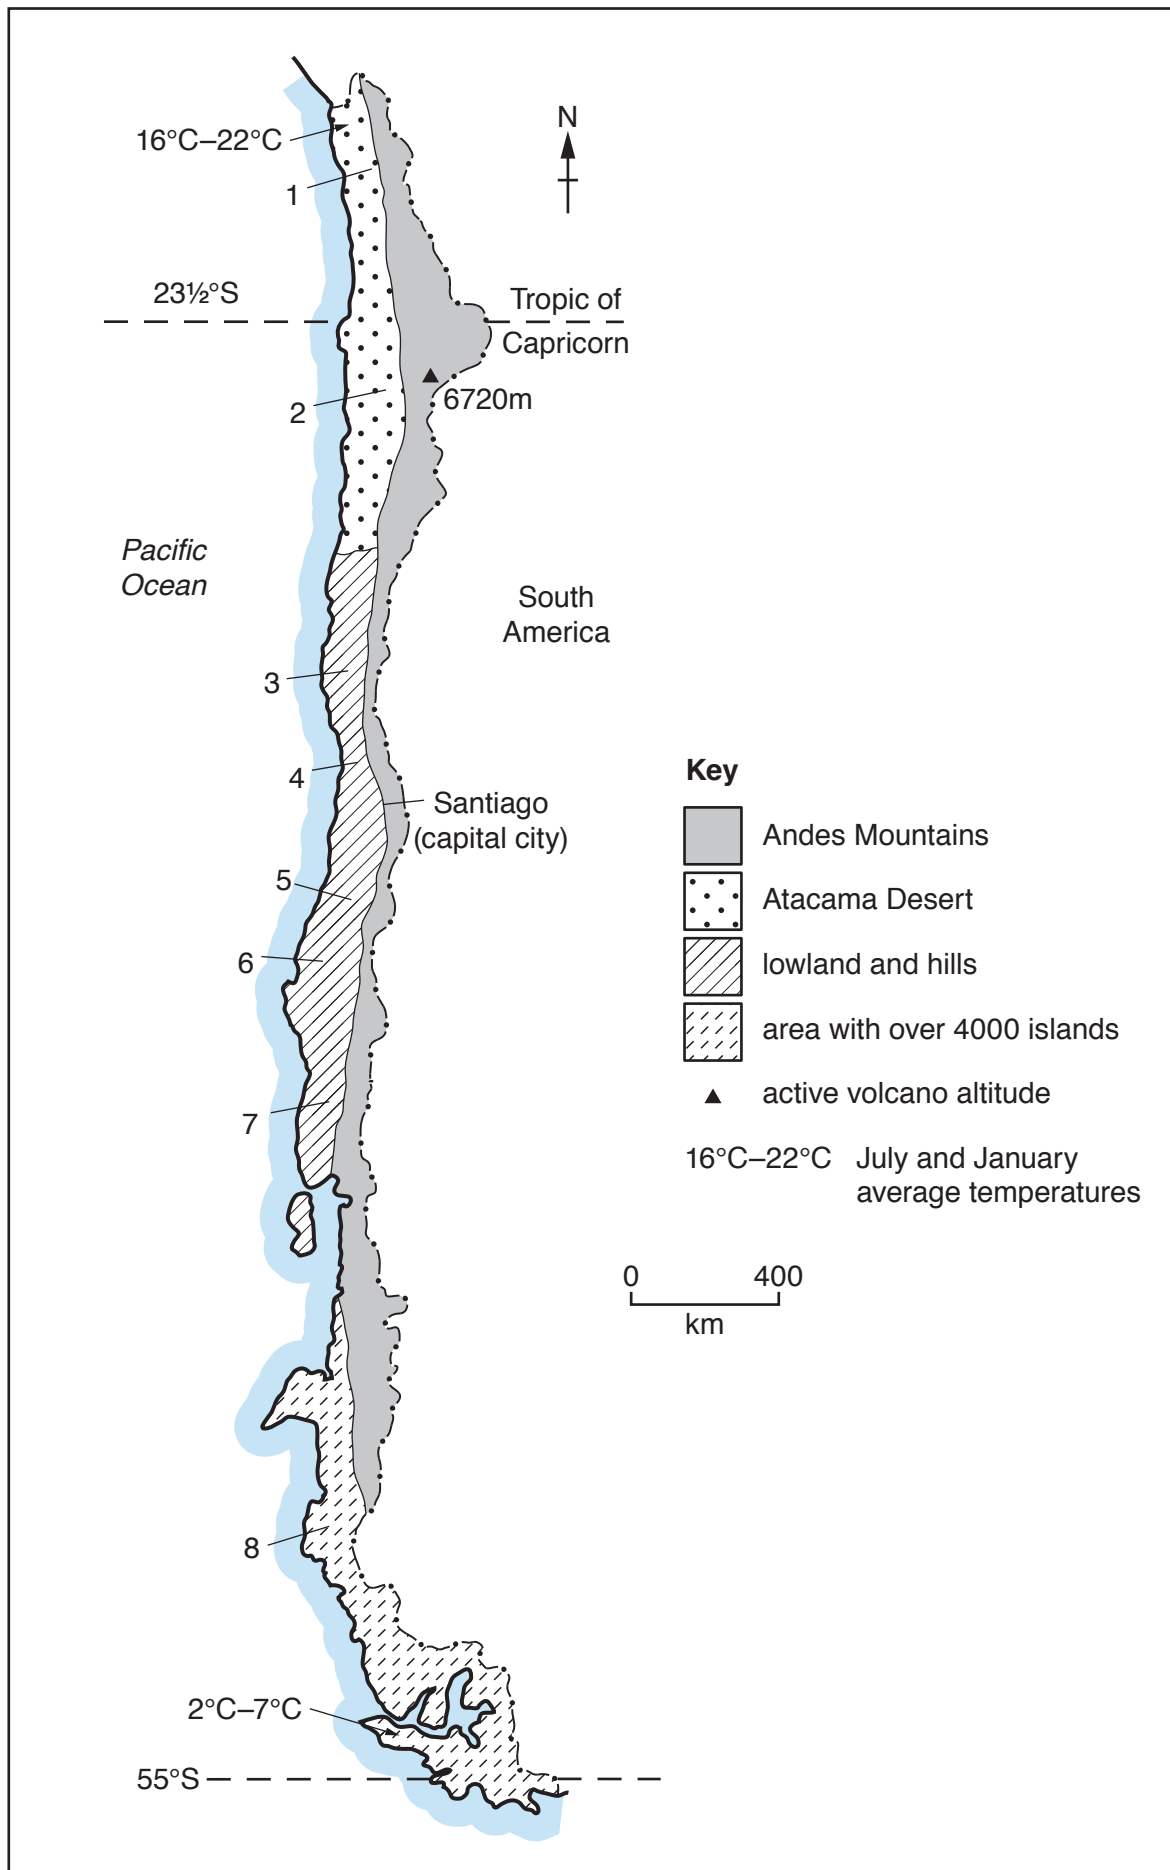 N
16°C–22°C
1
23½°S
Tropic of
Capricorn
2
6720m
Pacific
Ocean
South
America
3
4
Santiago
(capital city)
5
6
7
Key
Andes Mountains
Atacama Desert
lowland and hills
area with over 4000 islands
active volcano altitude
16°C–22°C July and January
average temperatures
0 400
km
8
2°C–7°C
55°S